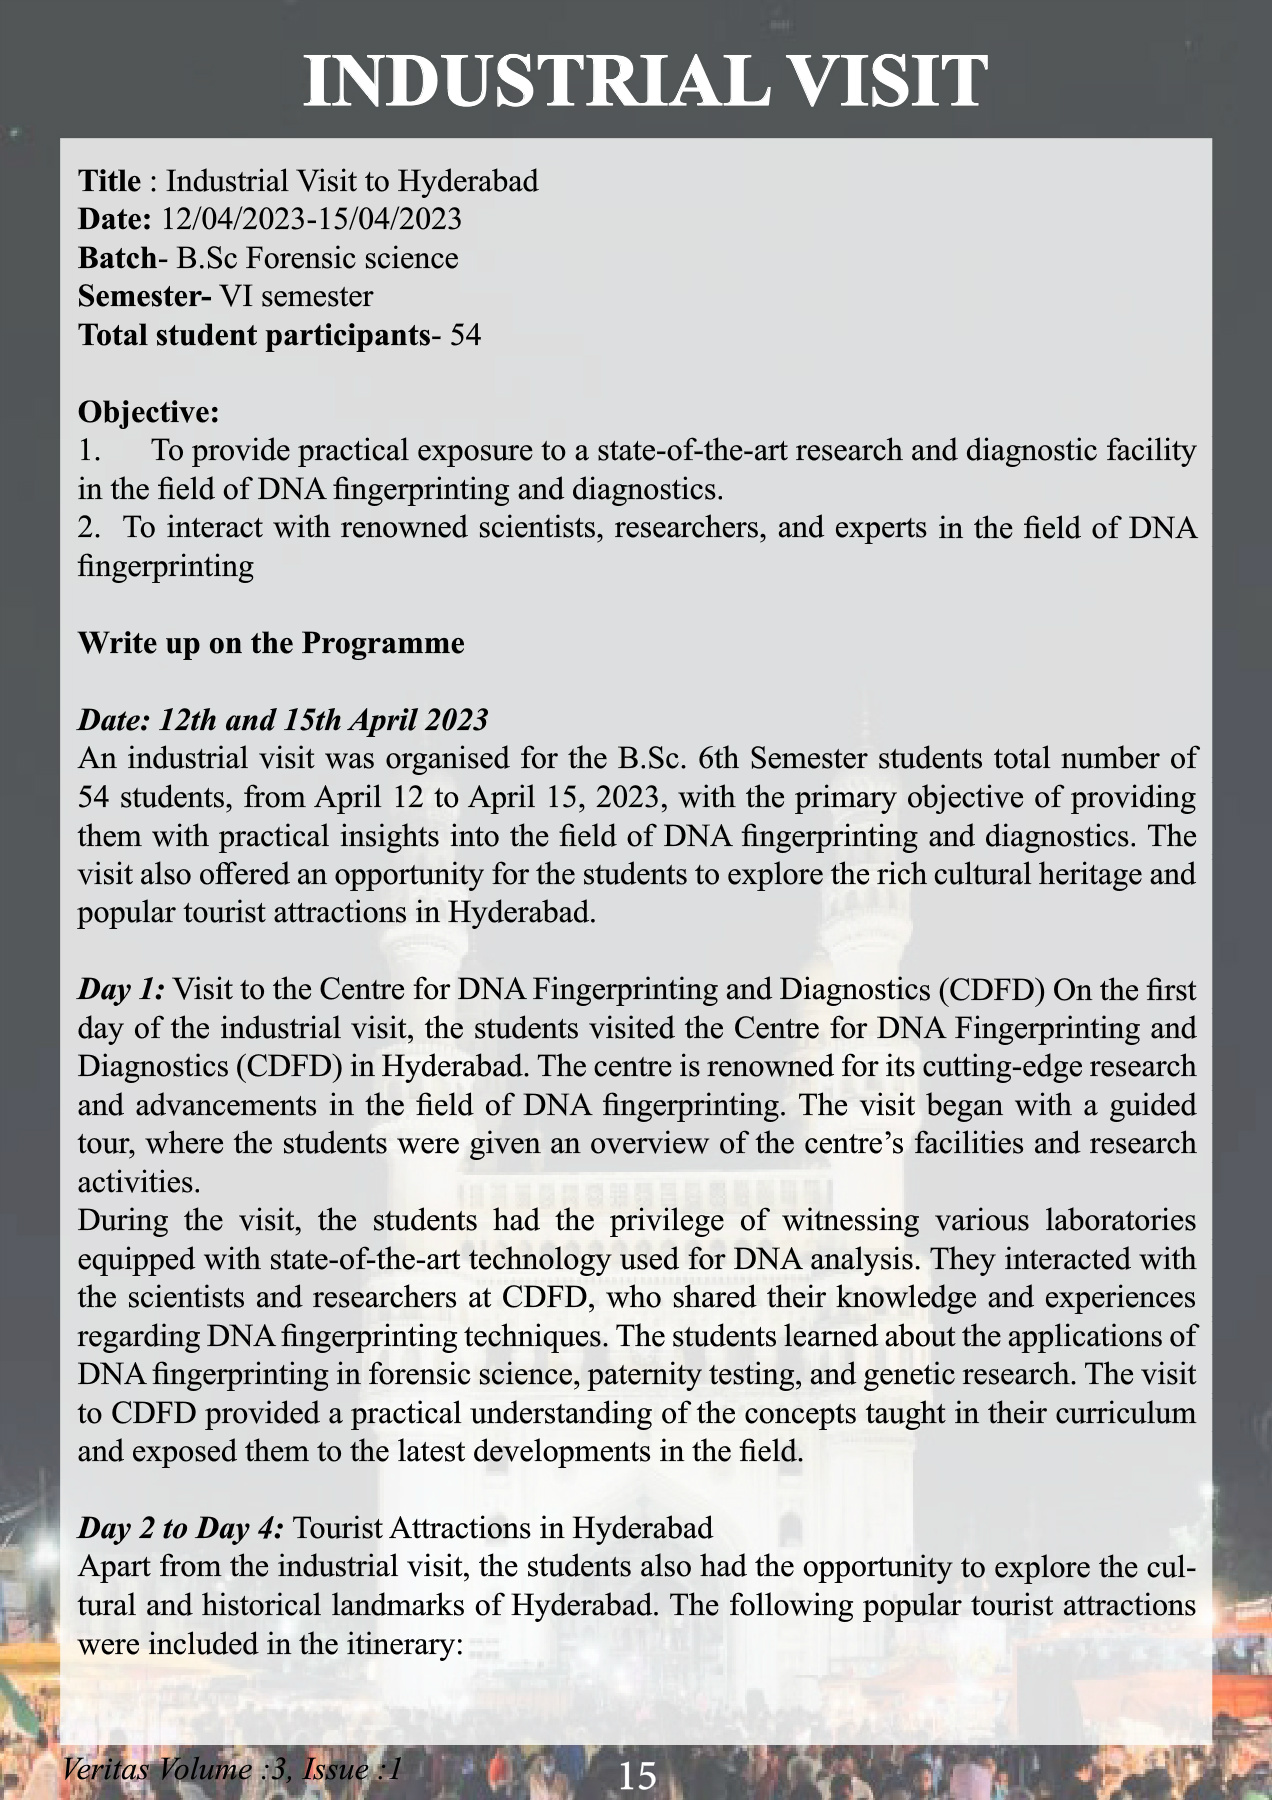 INDUSTRIAL VISIT
Title : Industrial Visit to Hyderabad
Date: 12/04/2023-15/04/2023
Batch- B.Sc Forensic science
Semester- VI semester
Total student participants- 54
Objective:
1. To provide practical exposure to a state-of-the-art research and diagnostic facility
in the field of DNA fingerprinting and diagnostics.
2. To interact with renowned scientists, researchers, and experts in the field of DNA
fingerprinting
Write up on the Programme
Date: 12th and 15th April 2023
An industrial visit was organised for the B.Sc. 6th Semester students total number of
54 students, from April 12 to April 15, 2023, with the primary objective of providing
them with practical insights into the field of DNA fingerprinting and diagnostics. The
visit also offered an opportunity for the students to explore the rich cultural heritage and
popular tourist attractions in Hyderabad.
Day 1: Visit to the Centre for DNA Fingerprinting and Diagnostics (CDFD) On the first
day of the industrial visit, the students visited the Centre for DNA Fingerprinting and
Diagnostics (CDFD) in Hyderabad. The centre is renowned for its cutting-edge research
and advancements in the field of DNA fingerprinting. The visit began with a guided
tour, where the students were given an overview of the centre’s facilities and research
activities.
During the visit, the students had the privilege of witnessing various laboratories
equipped with state-of-the-art technology used for DNA analysis. They interacted with
the scientists and researchers at CDFD, who shared their knowledge and experiences
regarding DNA fingerprinting techniques. The students learned about the applications of
DNA fingerprinting in forensic science, paternity testing, and genetic research. The visit
to CDFD provided a practical understanding of the concepts taught in their curriculum
and exposed them to the latest developments in the field.
Day 2 to Day 4: Tourist Attractions in Hyderabad
Apart from the industrial visit, the students also had the opportunity to explore the cul-
tural and historical landmarks of Hyderabad. The following popular tourist attractions
were included in the itinerary:
Veritas Volume :3, Issue :1
15